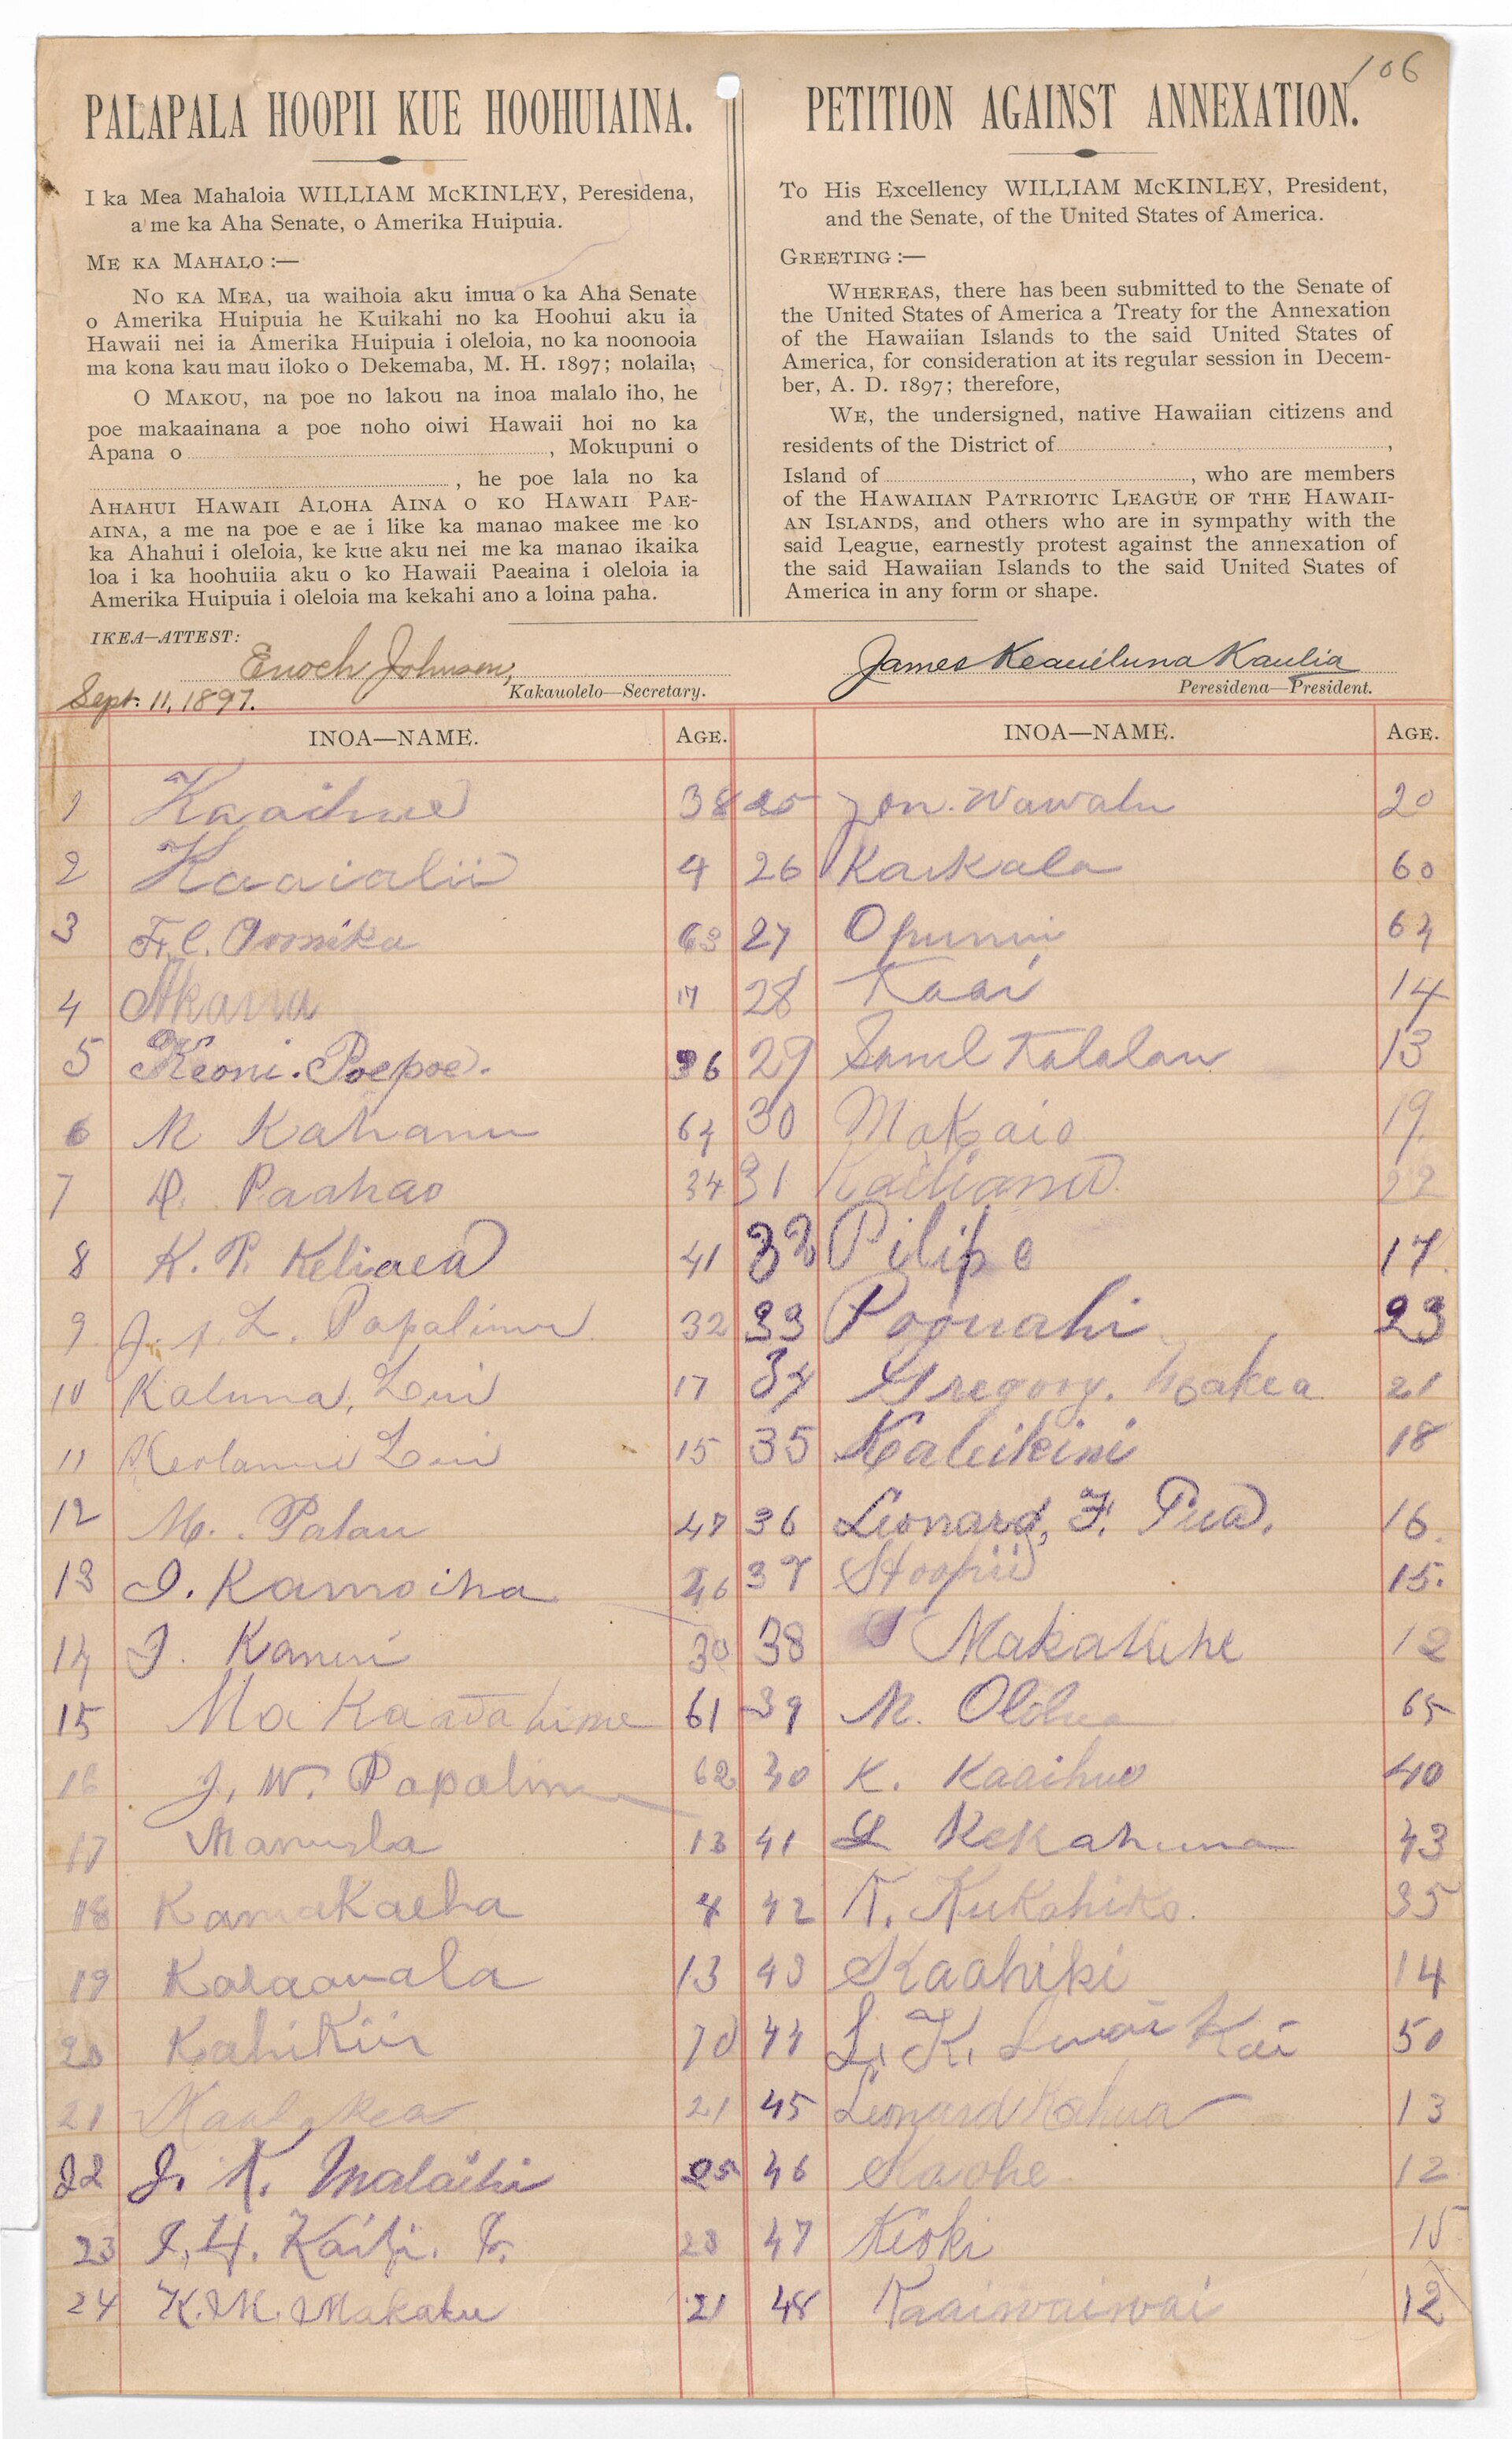 106
PALAPALA HOOPII KUE HOOHUIAINA.
I ka Mea Mahaloia WILLIAM McKINLEY, Peresidena,
a me ka Aha Senate, o Amerika Huipuia.
ME KA MAHALO:—
NO KA MEA, ua waihoia aku imua o ka Aha Senate
o Amerika Huipuia he Kuikahi no ka Hoohui aku ia
Hawaii nei ia Amerika Huipuia i oleloia, no ka noonooia
ma kona kau mau iloko o Dekemaba, M. H. 1897; nolaila;
O MAKOU, na poe no lakou na inoa malalo iho, he
poe makaainana a poe noho oiwi Hawaii hoi no ka
Apana o , Mokupuni o
, he poe lala no ka
AHAHUI HAWAII ALOHA AINA O KO HAWAII PAE-
AINA, a me na poe e ae i like ka manao makee me ko
ka Ahahui i oleloia, ke kue aku nei me ka manao ikaika
loa i ka hoohuiia aku o ko Hawaii Paeaina i oleloia ia
Amerika Huipuia i oleloia ma kekahi ano a loina paha.
PETITION AGAINST ANNEXATION.
To His Excellency WILLIAM McKINLEY, President,
and the Senate, of the United States of America.
GREETING:—
WHEREAS, there has been submitted to the Senate of
the United States of America a Treaty for the Annexation
of the Hawaiian Islands to the said United States of
America, for consideration at its regular session in Decem-
ber, A. D. 1897; therefore,
WE, the undersigned, native Hawaiian citizens and
residents of the District of ,
Island of , who are members
of the HAWAIIAN PATRIOTIC LEAGUE OF THE HAWAII-
AN ISLANDS, and others who are in sympathy with the
said League, earnestly protest against the annexation of
the said Hawaiian Islands to the said United States of
America in any form or shape.
IKEA—ATTEST:
Enoch Johnson,
Kakauolelo—Secretary.
Sept. 11, 1897.
James Keauiluna Kaulia
Peresidena—President.
INOA—NAME. AGE.
1 Kaaihue 38
2 Kaaialii 4
3 F. C. 63
4 Akana 17
5 Keoni. Poepoe. 36
6 M Kahanu 64
7 D. Paahao 34
8 K. P. Keliaea 41
9 L. Papalimu 32
10 Kaluna, Lui 17
11 Lui 15
12 M. Palau 47
13 I. Kamoiha
14 J. Kanui 30
15 Makaawahine 61
16 J. W. Papalimu 62
17 Manuela 13
18 Kamakaeha 4
19 Kalaauala 13
20 Kahikiir 70
21 21
22 J. K. Malaihi 25
23 J. H. Kaili. Jr. 23
24 K. M. Makaku 21
INOA—NAME. AGE.
25 Jon. Wawalu 20
26 Kaikala 60
27 Opunui 64
28 Kaai 14
29 Saml Kalalau 13
30 Makaio 19
31 Kailianu 22
32 Pilipo 17
33 Poouahi 23
34 Gregory. Hakea 21
35 Kaleikini 18
36 Leonard, F. Pua. 16.
37 Hoopii 15.
38 Makakehe 12
39 M. Olohua 65
40 K. Kaaihue 40
41 L Kekahuna 43
42 K. Kukahiko. 35
43 Kaahiki 14
44 L. K. Kai 50
45 Leonard Kahua 13
46 Kaohe 12
47 Keoki 15
48 Kaaiwaiwai 12